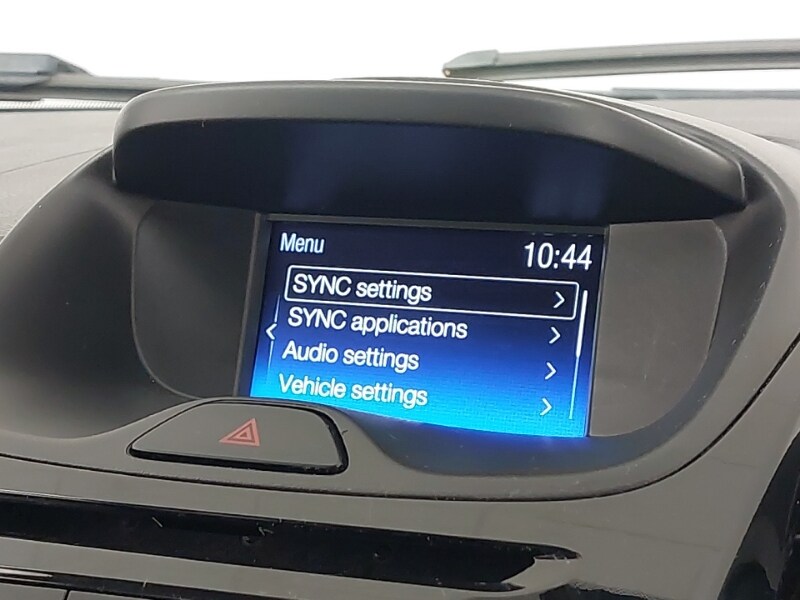 Menu 10:44
SYNC settings
SYNC applications
Audio settings
Vehicle settings